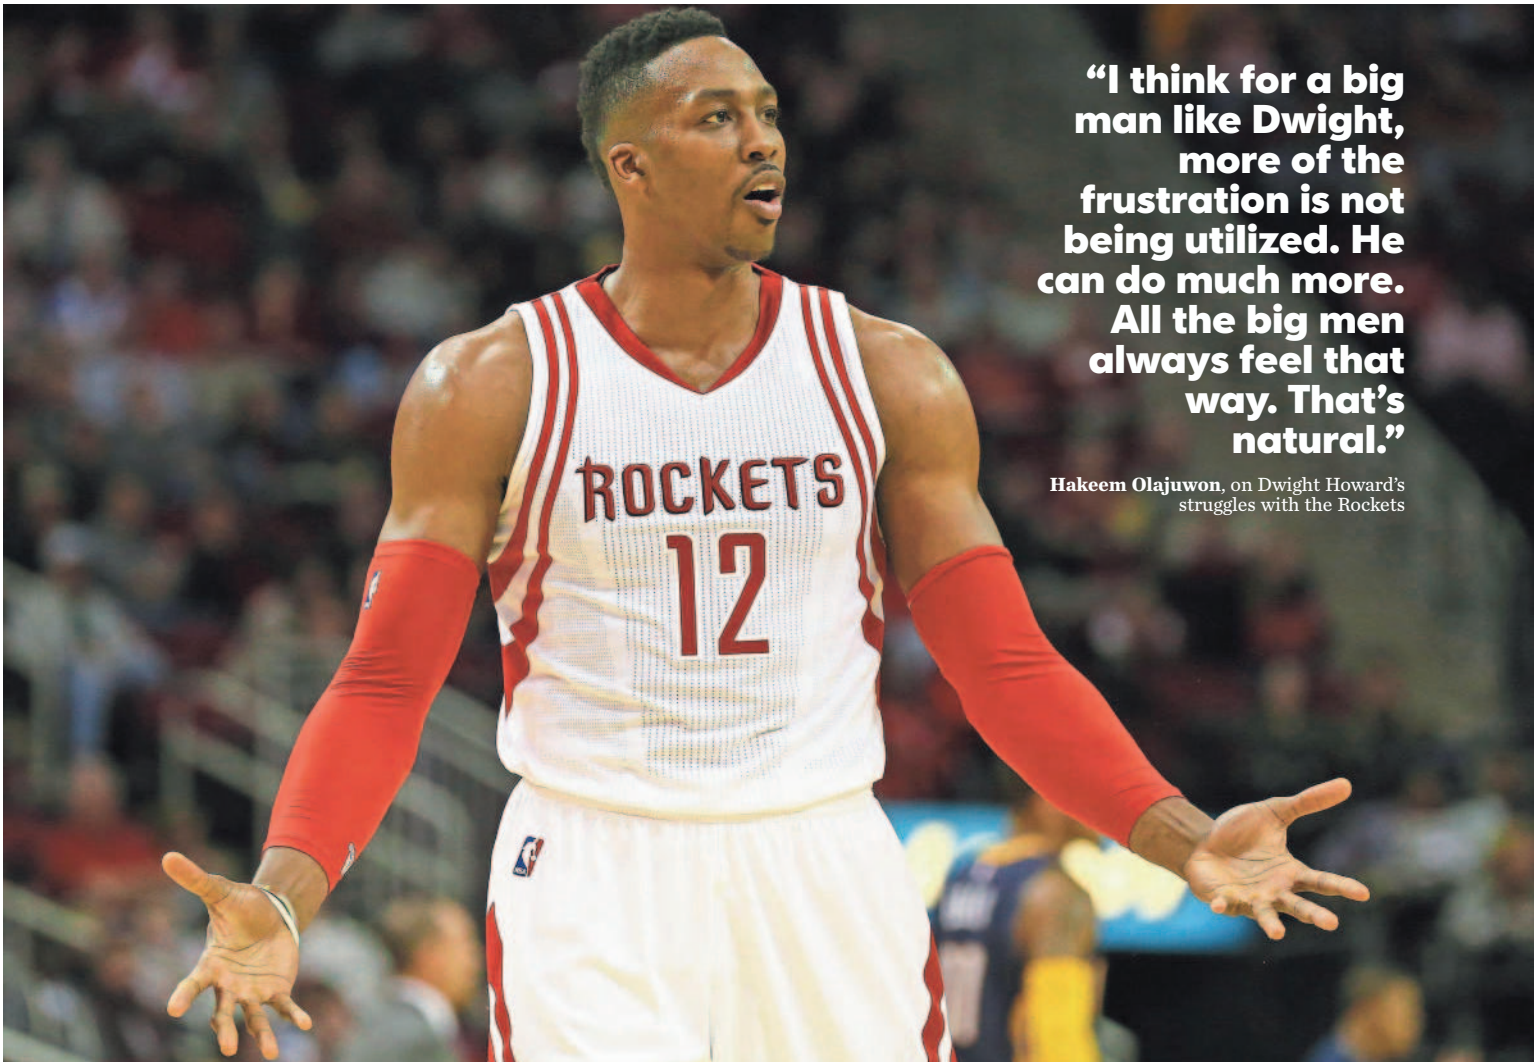 “I think for a big
man like Dwight,
more of the
frustration is not
being utilized. He
can do much more.
All the big men
always feel that
way. That’s
natural.”
Hakeem Olajuwon, on Dwight Howard’s
struggles with the Rockets
ROCKETS
12